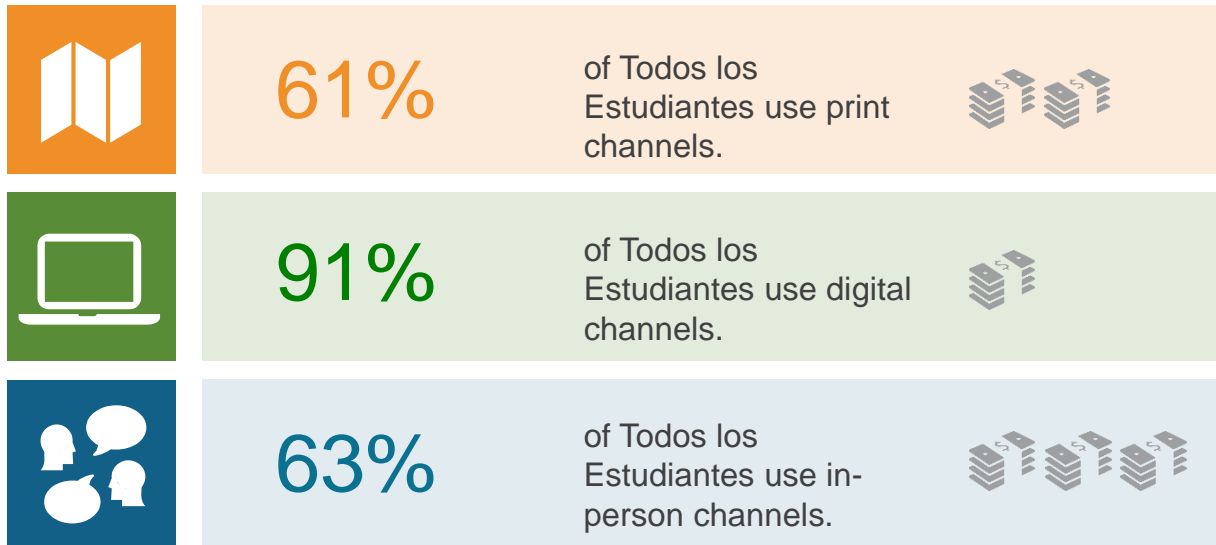 61%
of Todos los
Estudiantes use print
channels.
91%
of Todos los
Estudiantes use digital
channels.
63%
of Todos los
Estudiantes use in-
person channels.